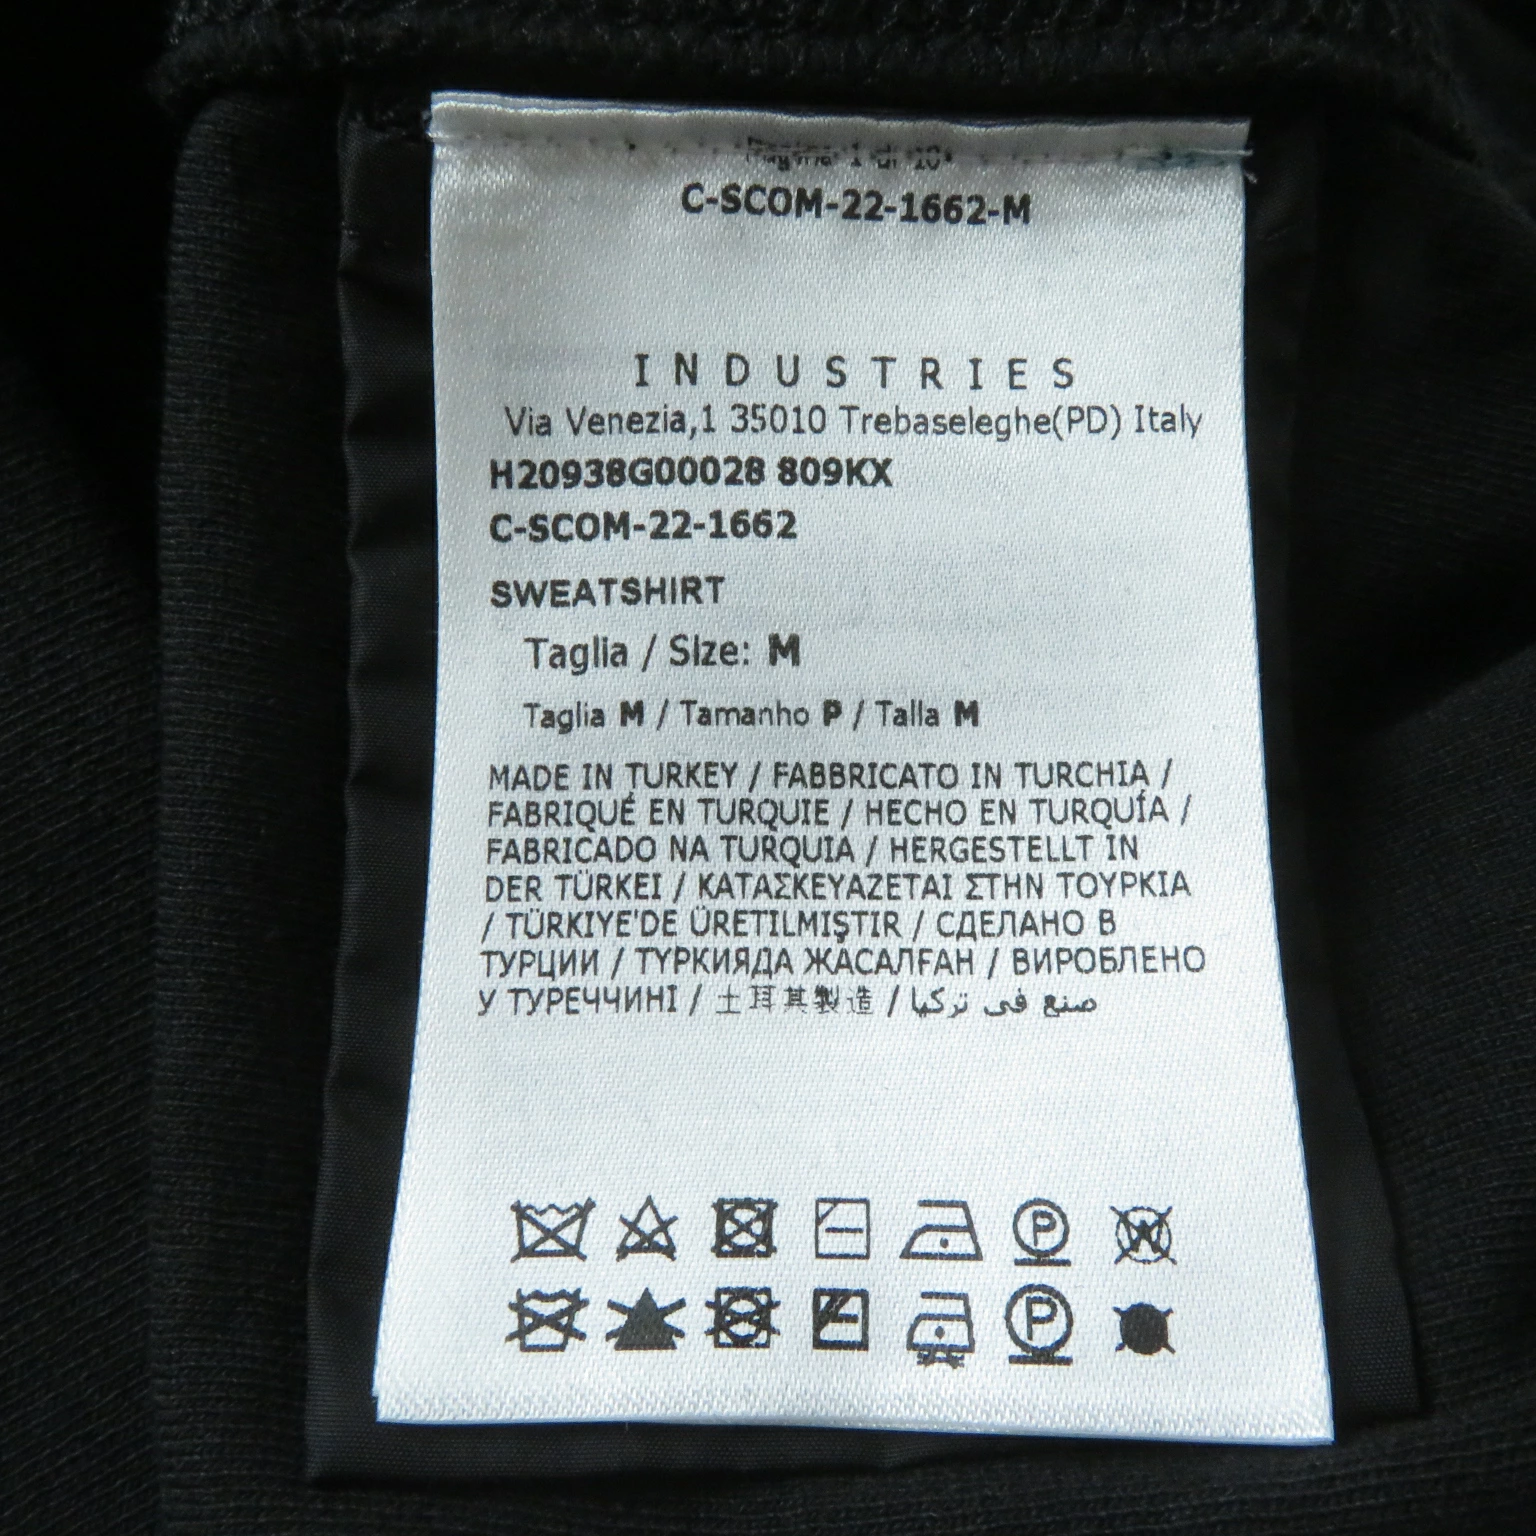 C-SCOM-22-1662-M
INDUSTRIES
Via Venezia,1 35010 Trebaseleghe(PD) Italy
H20938G00028 809KX
C-SCOM-22-1662
SWEATSHIRT
Taglia / Size: M
Taglia M / Tamanho P / Talla M
MADE IN TURKEY / FABBRICATO IN TURCHIA /
FABRIQUÉ EN TURQUIE / HECHO EN TURQUÍA /
FABRICADO NA TURQUIA / HERGESTELLT IN
DER TÜRKEI / ΚΑΤΑΣΚΕΥΑΖΕΤΑΙ ΣΤΗΝ ΤΟΥΡΚΙΑ
/ TÜRKIYE'DE ÜRETILMIŞTIR / СДЕЛАНО В
ТУРЦИИ / ТҮРКИЯДА ЖАСАЛҒАН / ВИРОБЛЕНО
У ТУРЕЧЧИНІ / 土耳其製造 / صنع في تركيا
P W
P